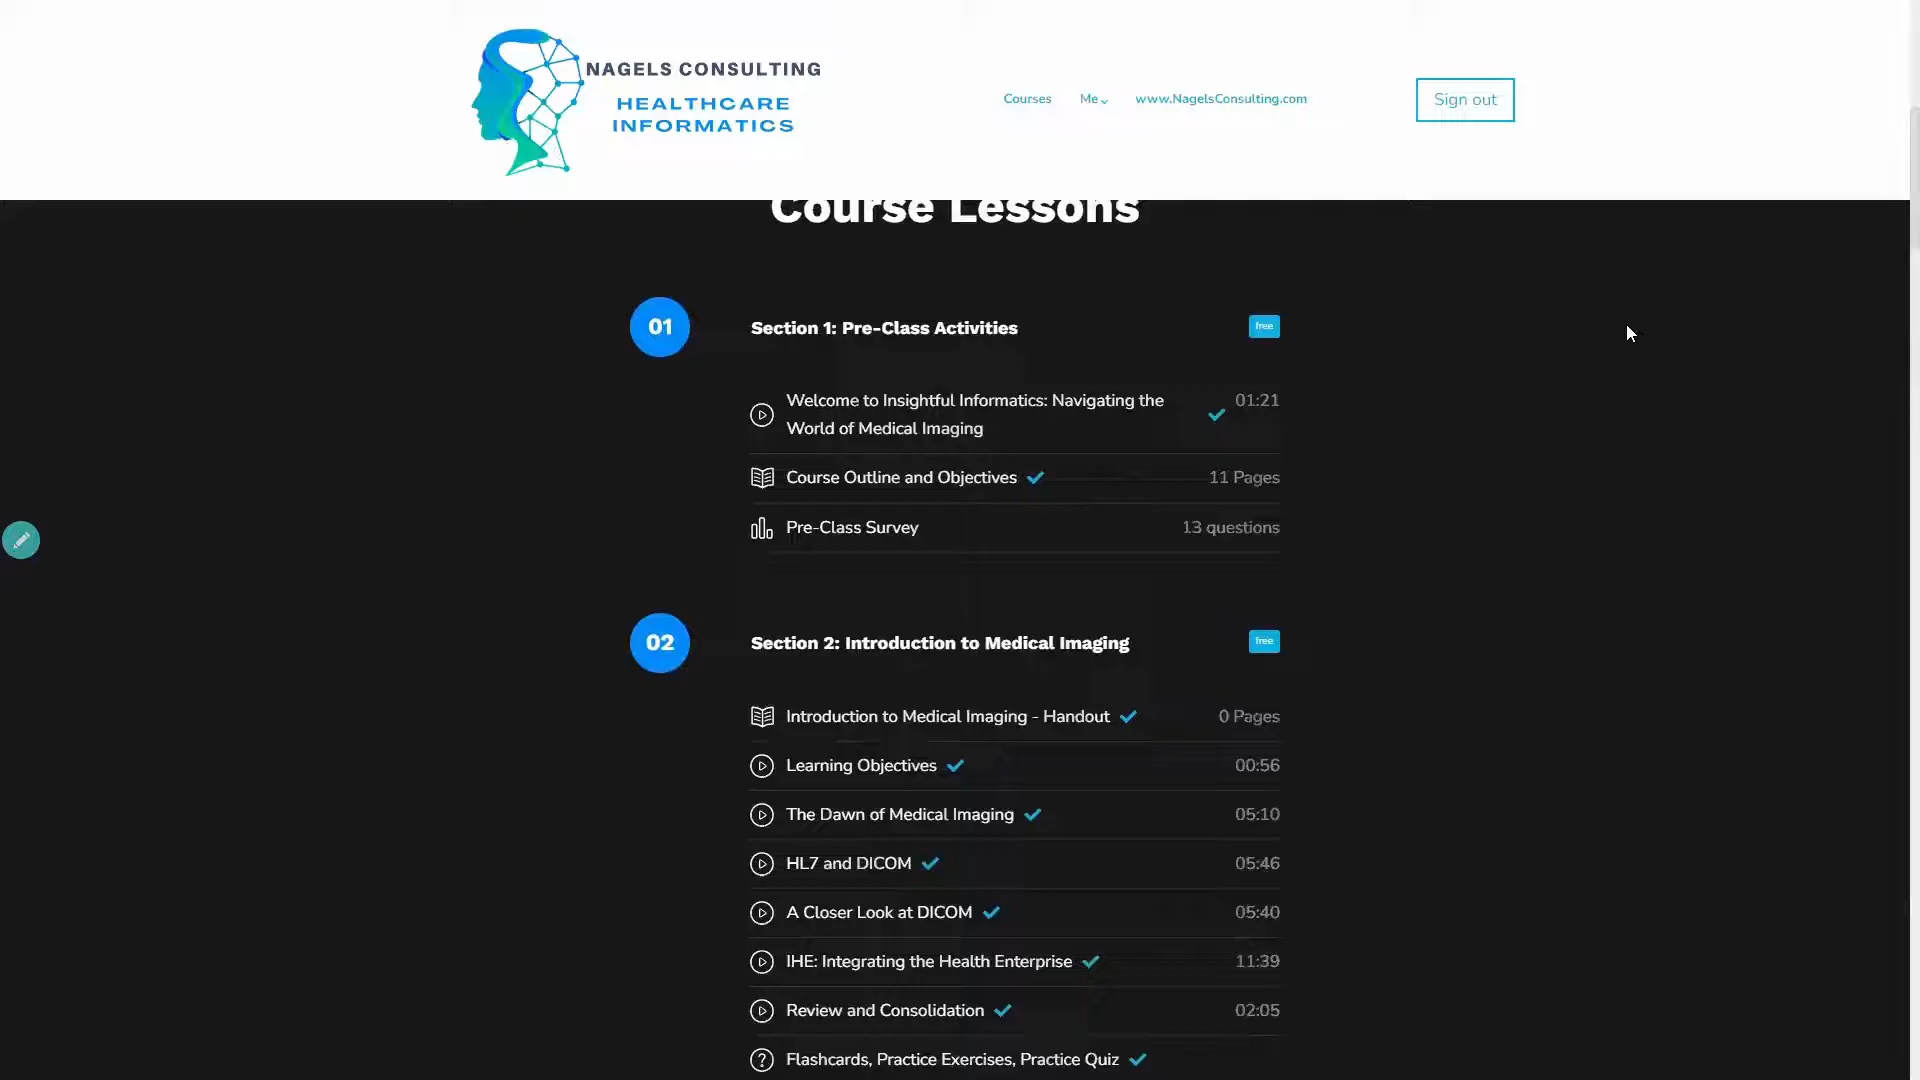 NAGELS CONSULTING
HEALTHCARE
INFORMATICS
Courses
Me
www.NagelsConsulting.com
Sign out
Course Lessons
01
Section 1: Pre-Class Activities
free
Welcome to Insightful Informatics: Navigating the
World of Medical Imaging
01:21
Course Outline and Objectives
11 Pages
Pre-Class Survey
13 questions
02
Section 2: Introduction to Medical Imaging
free
Introduction to Medical Imaging - Handout
0 Pages
Learning Objectives
00:56
The Dawn of Medical Imaging
05:10
HL7 and DICOM
05:46
A Closer Look at DICOM
05:40
IHE: Integrating the Health Enterprise
11:39
Review and Consolidation
02:05
Flashcards, Practice Exercises, Practice Quiz